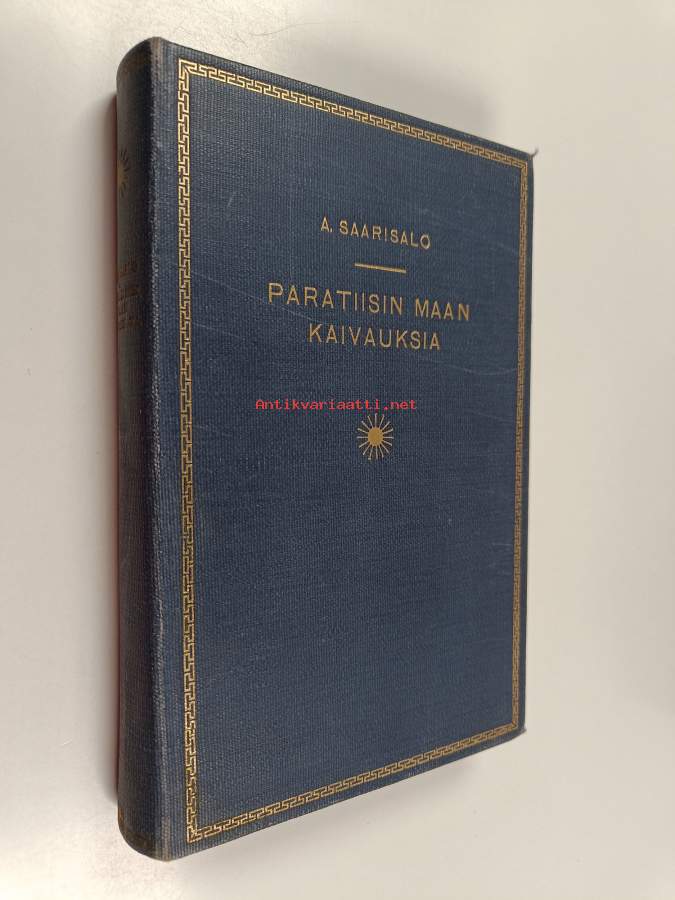 A. SAARISALO
PARATIISIN MAAN
KAIVAUKSIA
Antikvariaatti.net